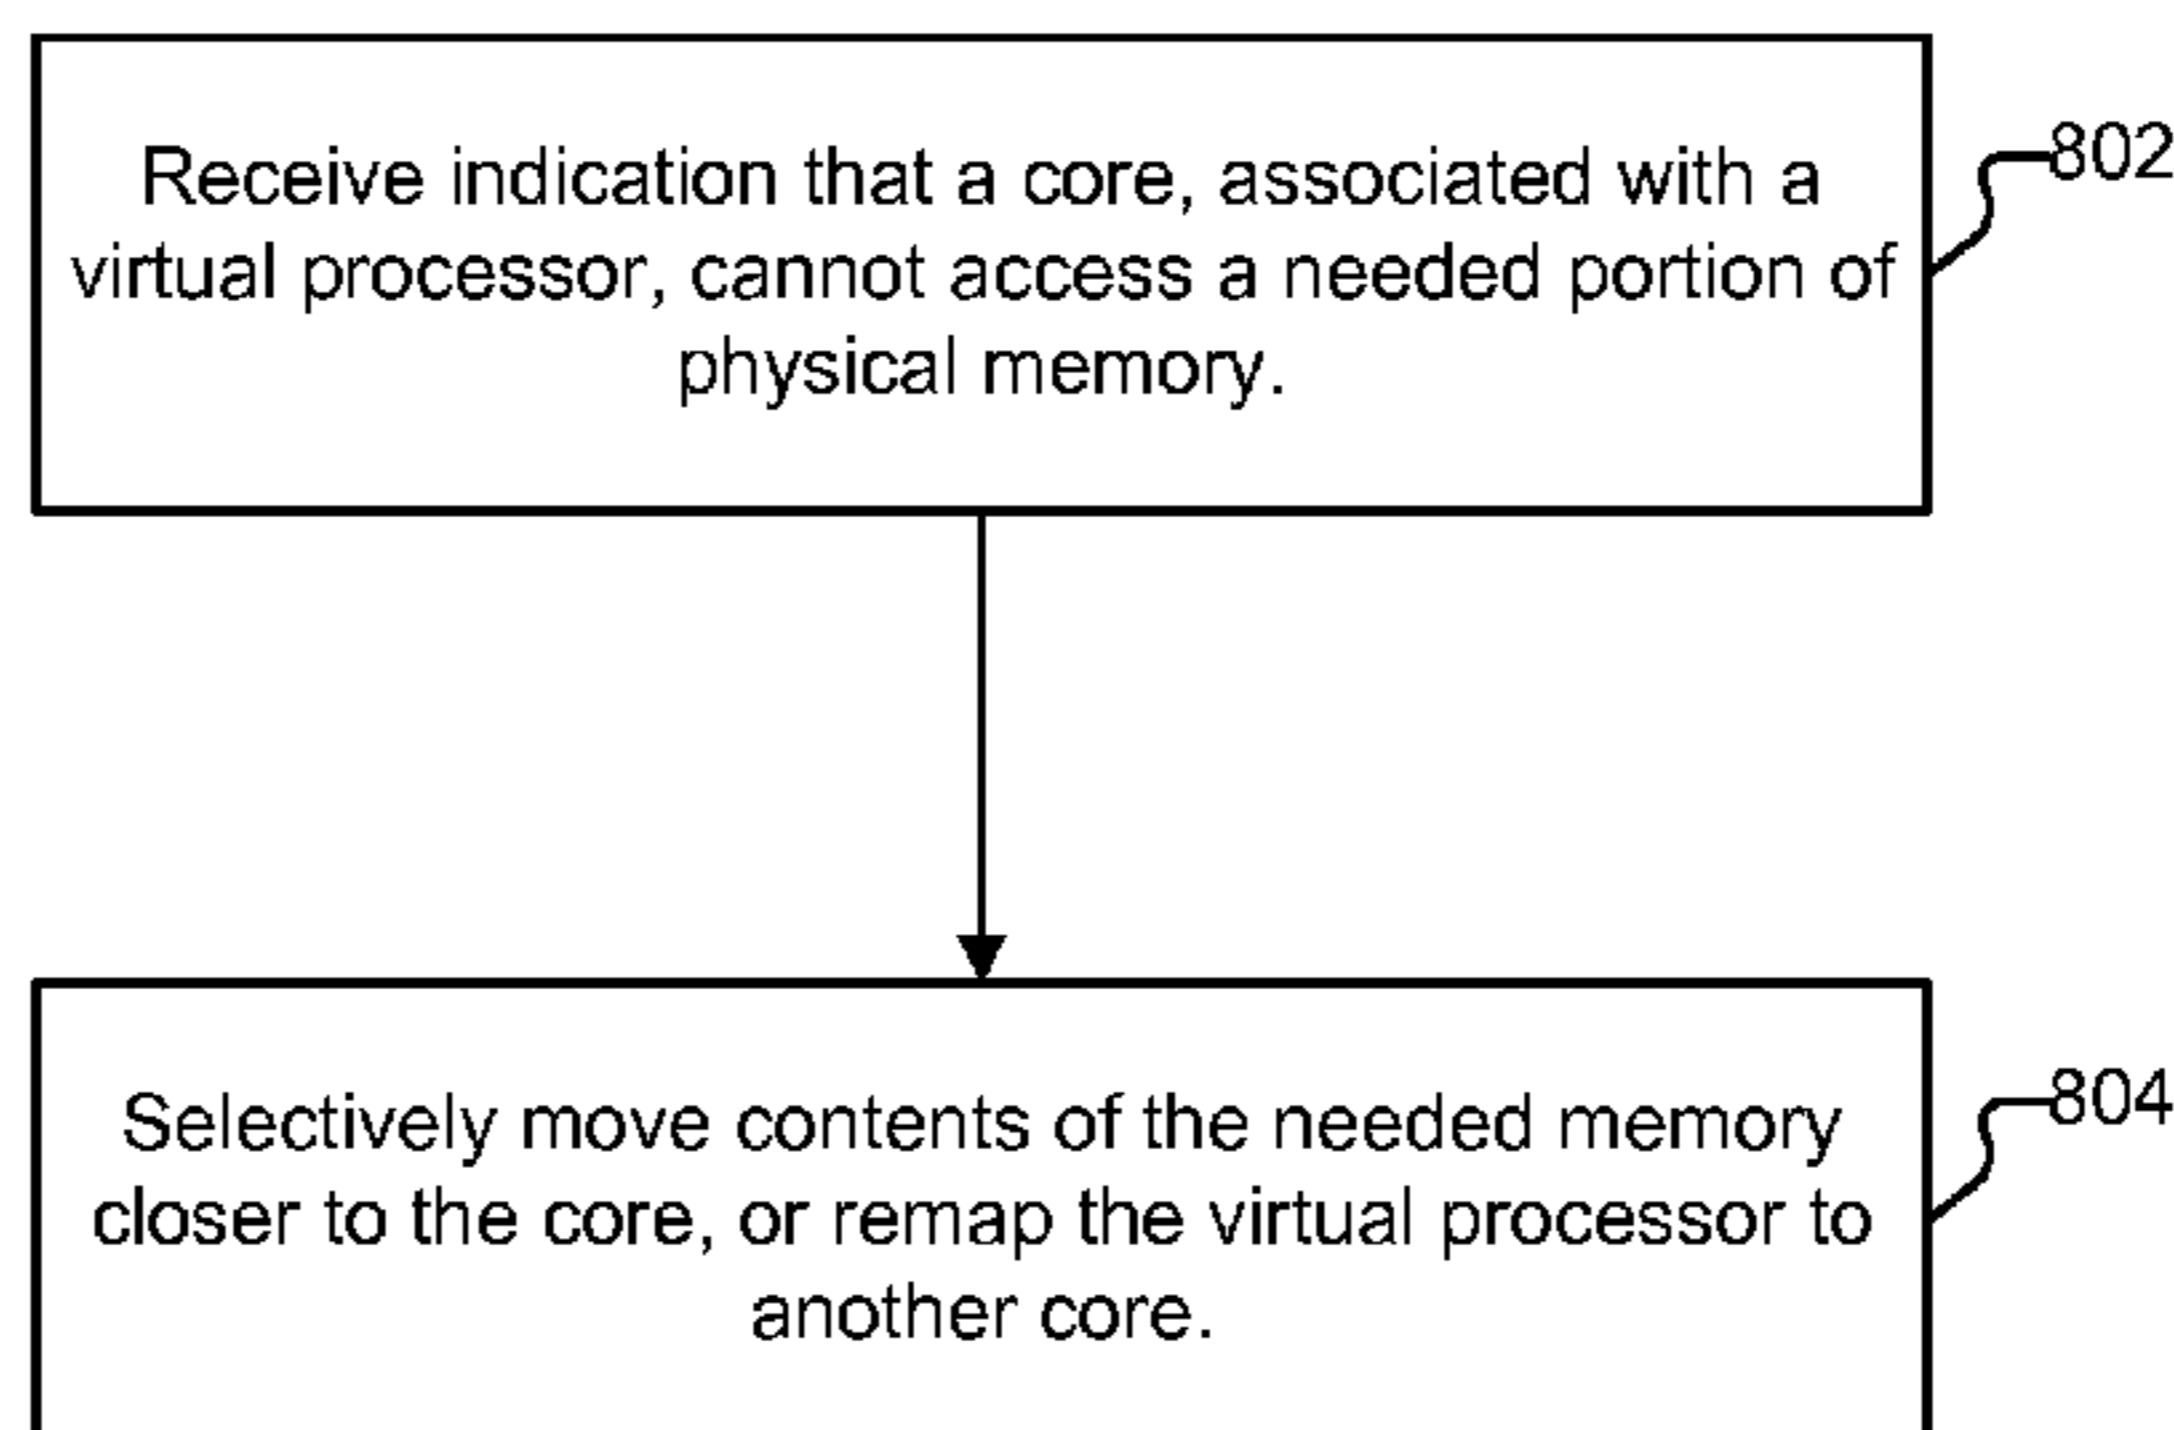 Receive indication that a core, associated with a
802
virtual processor, cannot access a needed portion of
physical memory.
Selectively move contents of the needed memory
804
closer to the core, or remap the virtual processor to
another core.